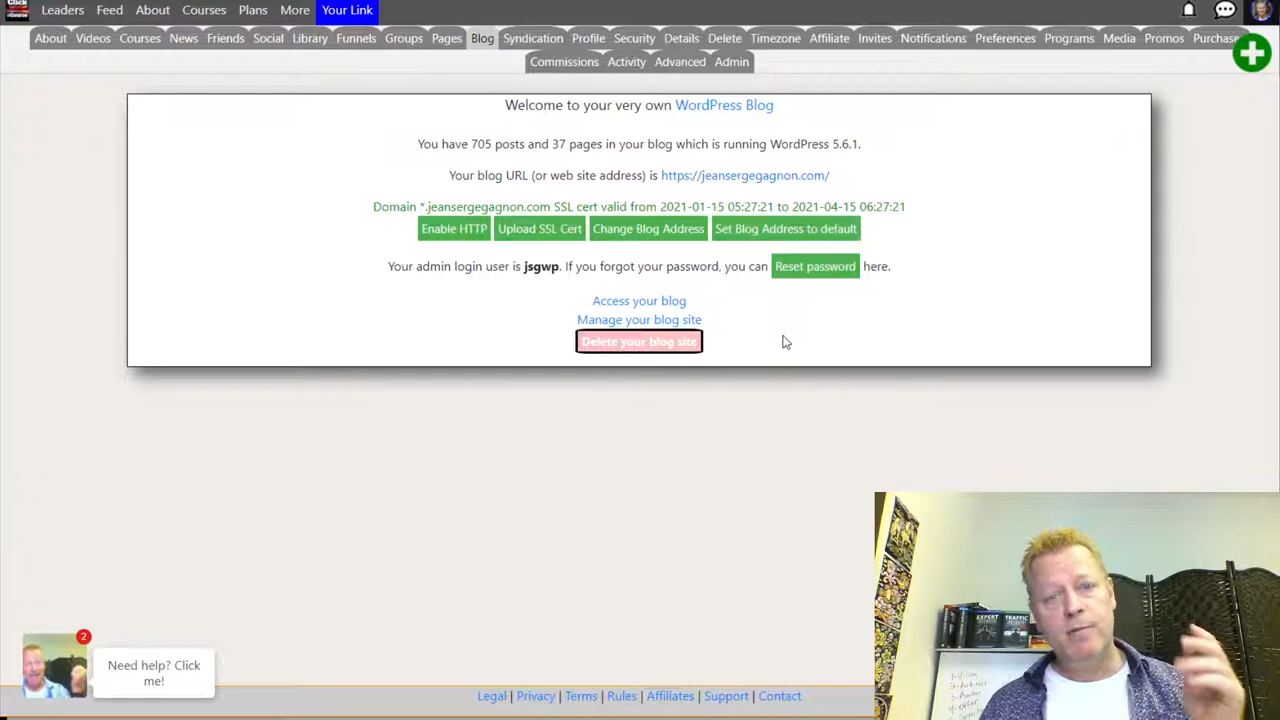 Click
eCourse
Leaders Feed About Courses Plans More Your Link
About Videos Courses News Friends Social Library Funnels Groups Pages Blog Syndication Profile Security Details Delete Timezone Affiliate Invites Notifications Preferences Programs Media Promos Purchase
Commissions Activity Advanced Admin
Welcome to your very own WordPress Blog
You have 705 posts and 37 pages in your blog which is running WordPress 5.6.1.
Your blog URL (or web site address) is https://jeansergegagnon.com/
Domain *.jeansergegagnon.com SSL cert valid from 2021-01-15 05:27:21 to 2021-04-15 06:27:21
Enable HTTP Upload SSL Cert Change Blog Address Set Blog Address to default
Your admin login user is jsgwp. If you forgot your password, you can Reset password here.
Access your blog
Manage your blog site
Delete your blog site
EXPERT
TRAFFIC
SECRETS
2
Need help? Click
me!
Legal | Privacy | Terms | Rules | Affiliates | Support | Contact